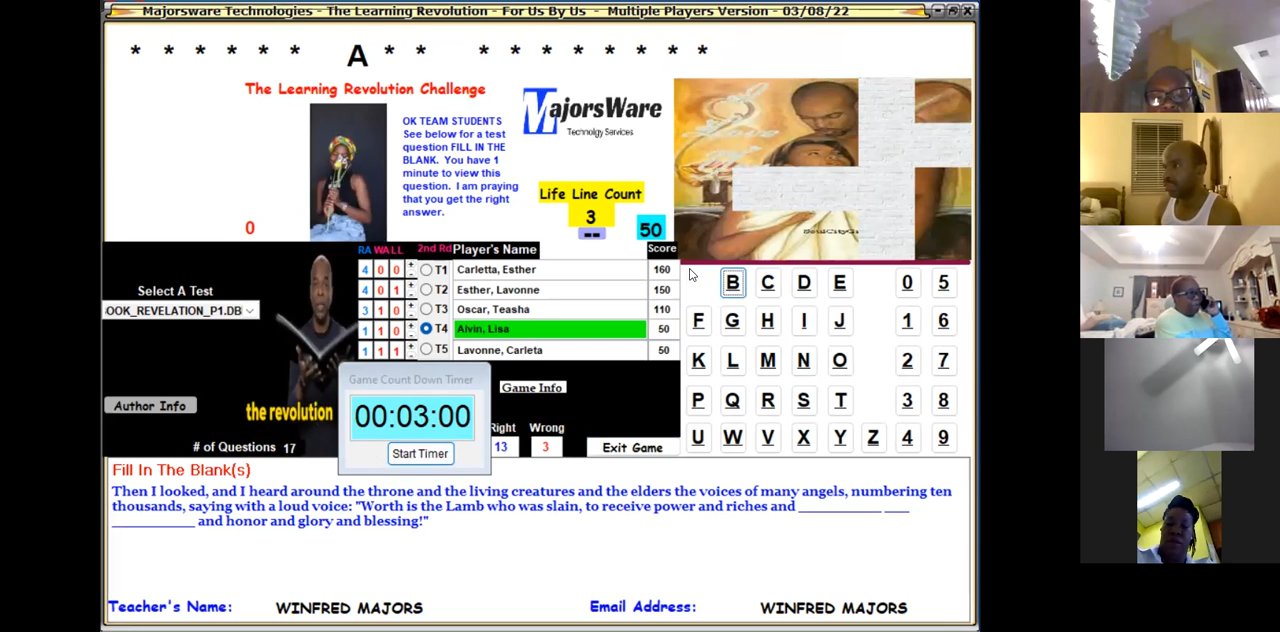 Majorsware Technologies - The Learning Revolution - For Us By Us - Multiple Players Version - 03/08/22
* * * * * * A * * * * * * * * * *
The Learning Revolution Challenge
OK TEAM STUDENTS
See below for a test
question FILL IN THE
BLANK. You have 1
minute to view this
question. I am praying
that you get the right
answer.
MajorsWare
Technolgy Services
Life Line Count
3
--
50
0
RA WALL 2nd Rd Player's Name Score
4 0 0 + - T1 Carletta, Esther 160
4 0 1 + - T2 Esther, Lavonne 150
3 1 0 + - T3 Oscar, Teasha 110
1 1 0 + - T4 Alvin, Lisa 50
1 1 1 + - T5 Lavonne, Carleta 50
Select A Test
OOK_REVELATION_P1.DB
Author Info
the revolution
# of Questions 17
Game Count Down Timer
00:03:00
Start Timer
Game Info
Right Wrong
13 3
Exit Game
B C D E 0 5
F G H I J 1 6
K L M N O 2 7
P Q R S T 3 8
U W V X Y Z 4 9
Fill In The Blank(s)
Then I looked, and I heard around the throne and the living creatures and the elders the voices of many angels, numbering ten
thousands, saying with a loud voice: "Worth is the Lamb who was slain, to receive power and riches and __________ ___
__________ and honor and glory and blessing!"
Teacher's Name: WINFRED MAJORS Email Address: WINFRED MAJORS